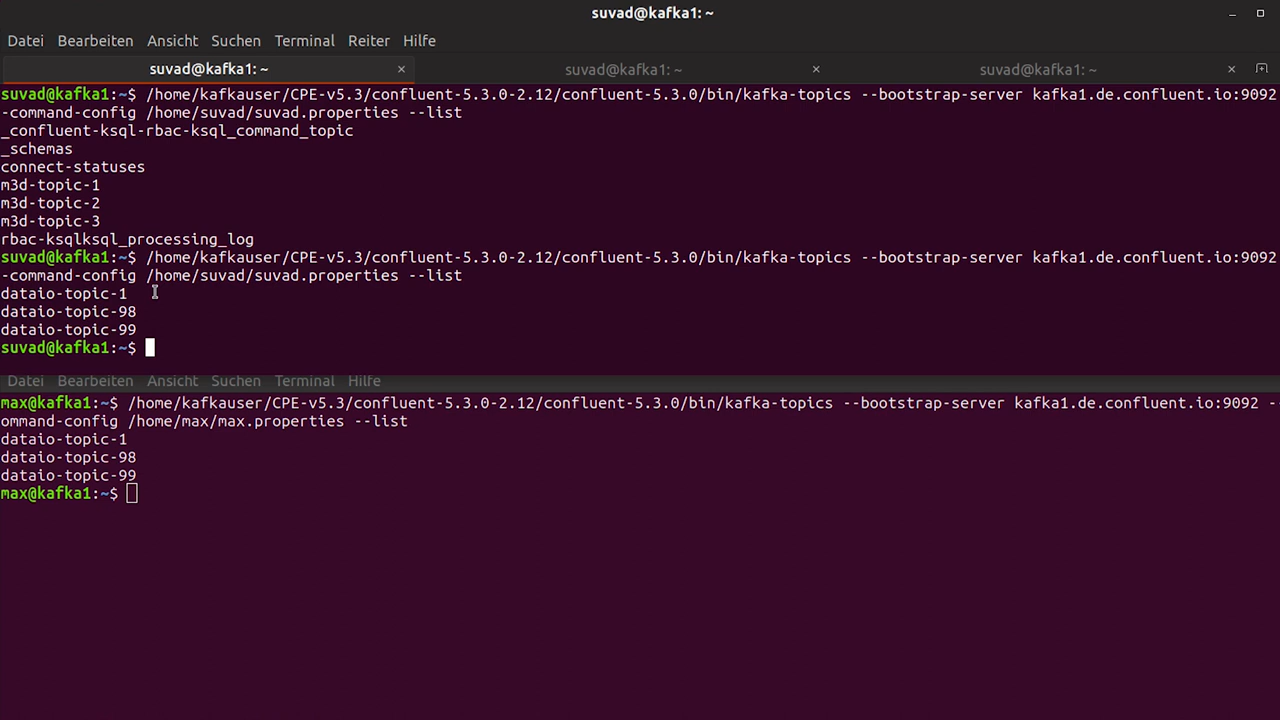 suvad@kafka1: ~
Datei Bearbeiten Ansicht Suchen Terminal Reiter Hilfe
suvad@kafka1: ~ × suvad@kafka1: ~ × suvad@kafka1: ~ ×
suvad@kafka1:~$ /home/kafkauser/CPE-v5.3/confluent-5.3.0-2.12/confluent-5.3.0/bin/kafka-topics --bootstrap-server kafka1.de.confluent.io:9092
-command-config /home/suvad/suvad.properties --list
_confluent-ksql-rbac-ksql_command_topic
_schemas
connect-statuses
m3d-topic-1
m3d-topic-2
m3d-topic-3
rbac-ksqlksql_processing_log
suvad@kafka1:~$ /home/kafkauser/CPE-v5.3/confluent-5.3.0-2.12/confluent-5.3.0/bin/kafka-topics --bootstrap-server kafka1.de.confluent.io:9092
-command-config /home/suvad/suvad.properties --list
dataio-topic-1
dataio-topic-98
dataio-topic-99
suvad@kafka1:~$
Datei Bearbeiten Ansicht Suchen Terminal Hilfe
max@kafka1:~$ /home/kafkauser/CPE-v5.3/confluent-5.3.0-2.12/confluent-5.3.0/bin/kafka-topics --bootstrap-server kafka1.de.confluent.io:9092 -
ommand-config /home/max/max.properties --list
dataio-topic-1
dataio-topic-98
dataio-topic-99
max@kafka1:~$